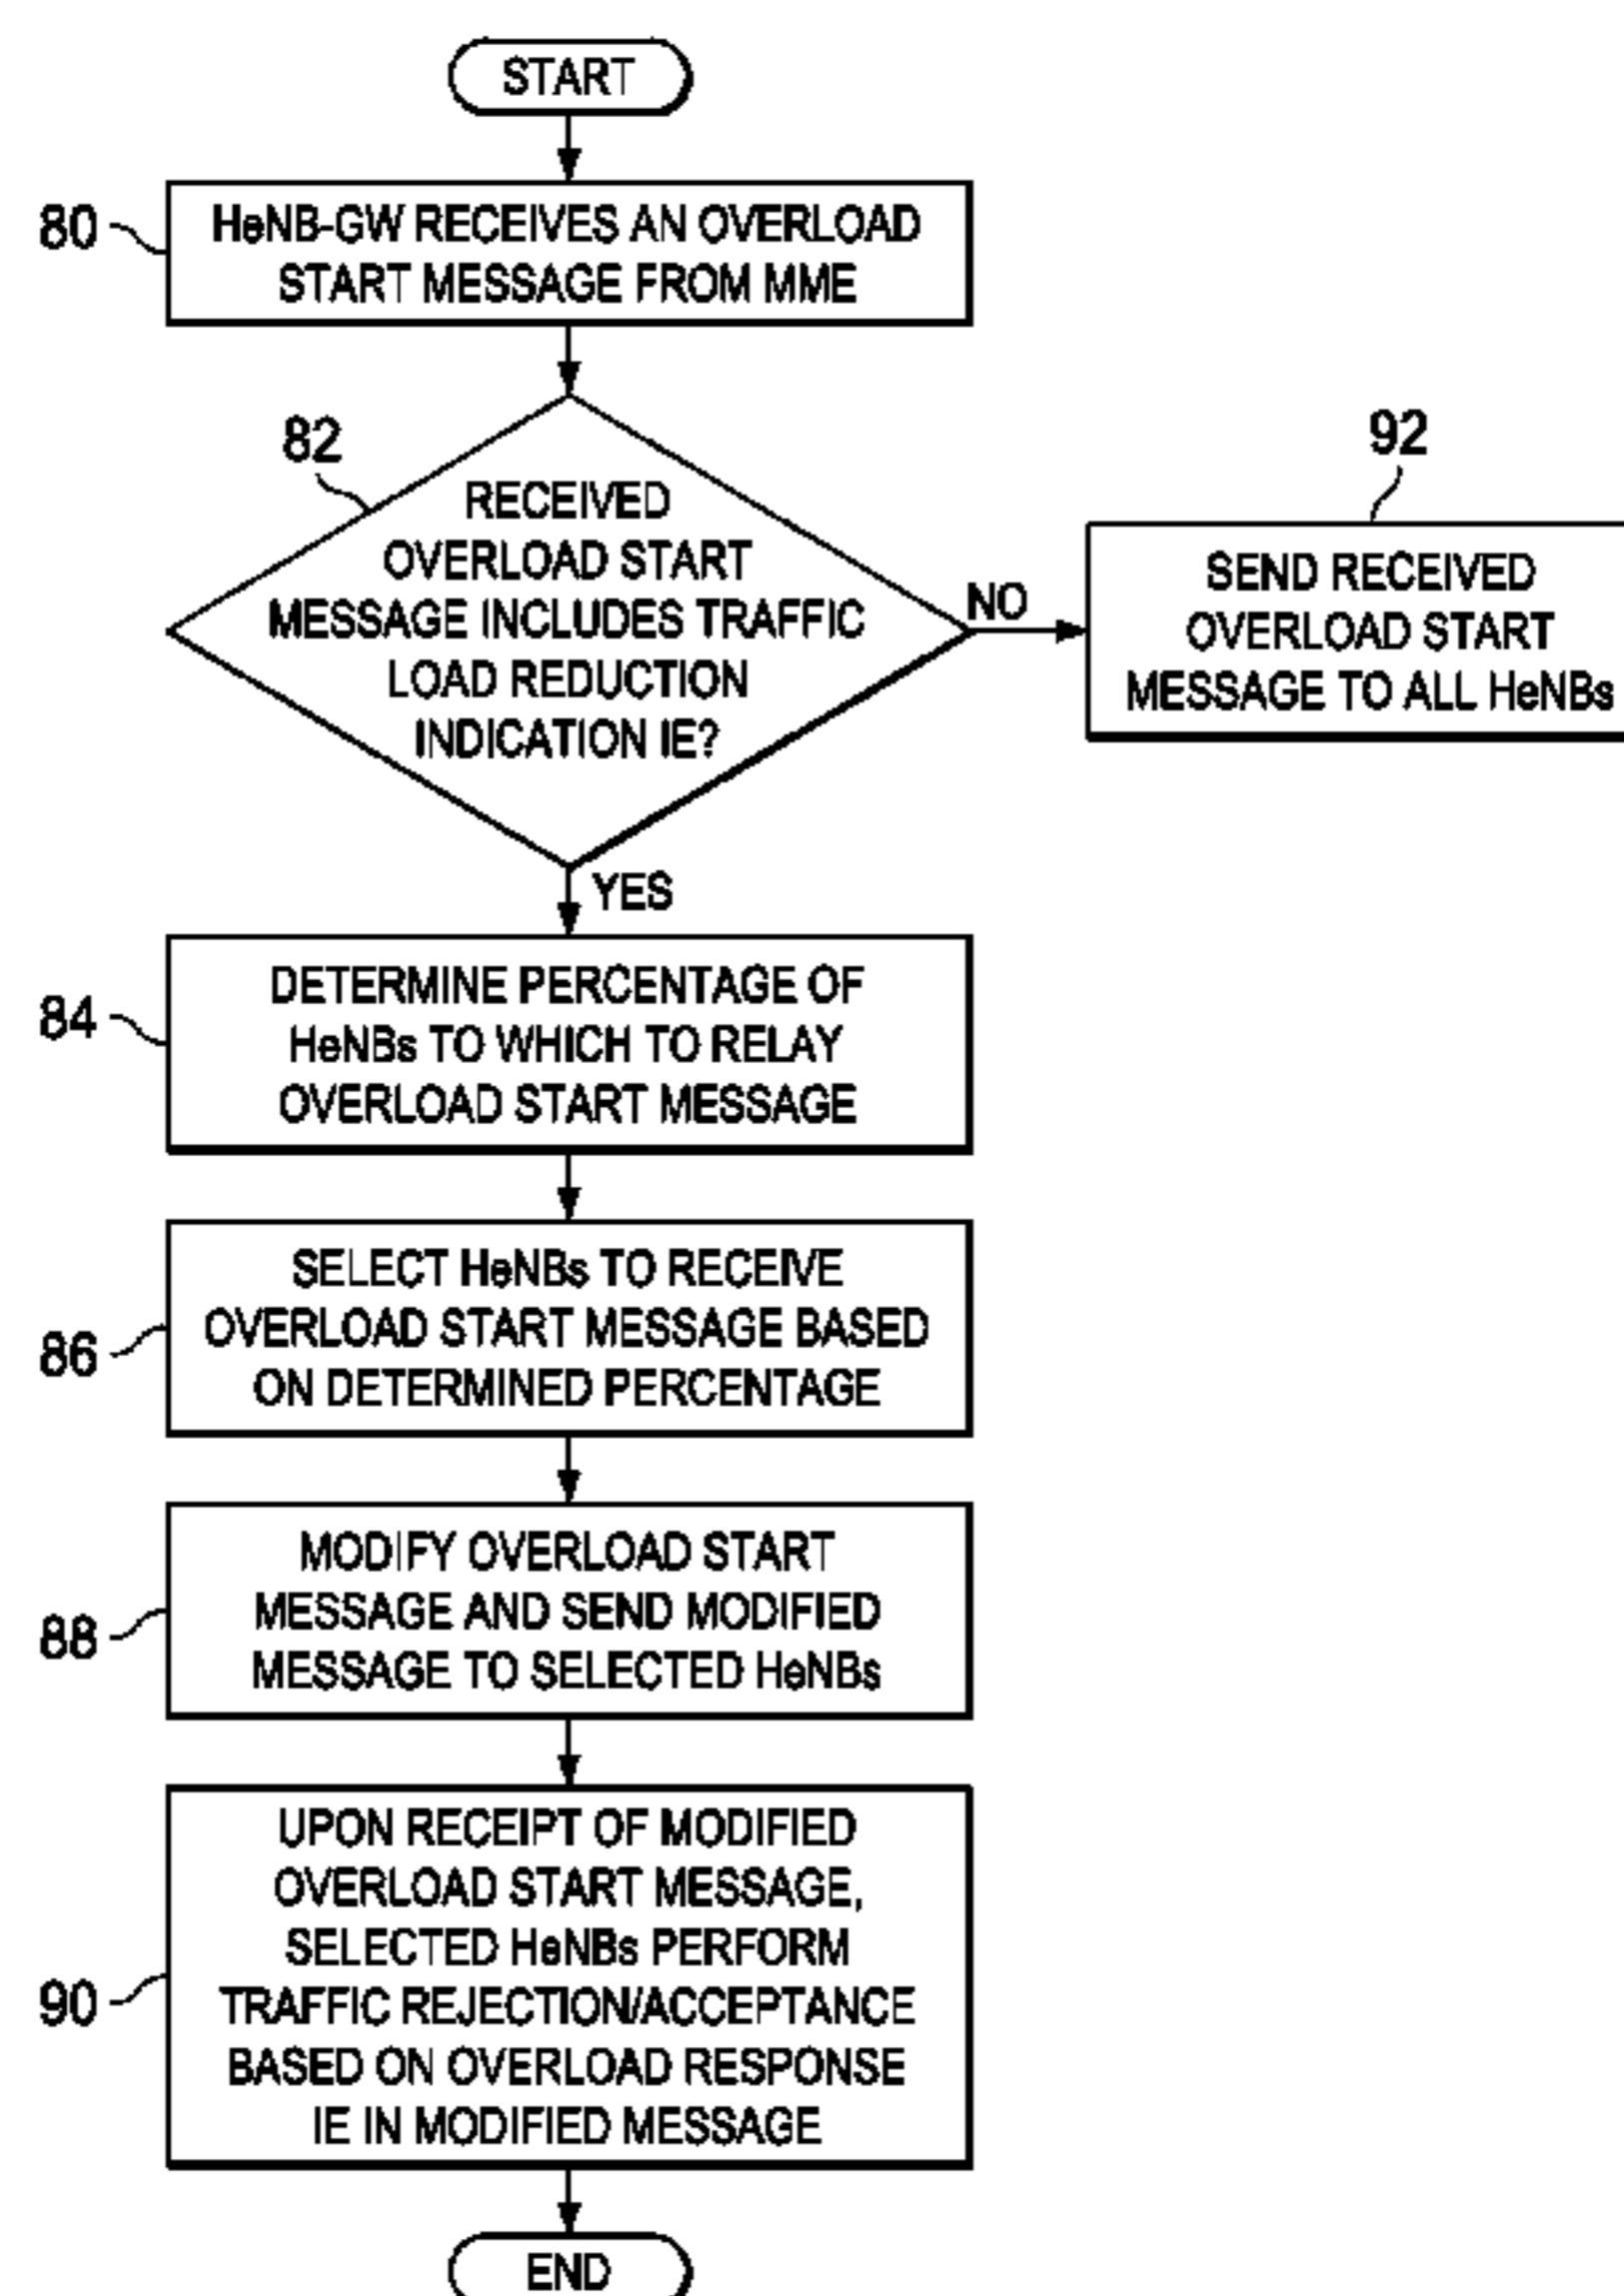 START
80
HeNB-GW RECEIVES AN OVERLOAD
START MESSAGE FROM MME
82
RECEIVED
OVERLOAD START
MESSAGE INCLUDES TRAFFIC
LOAD REDUCTION
INDICATION IE?
NO
92
SEND RECEIVED
OVERLOAD START
MESSAGE TO ALL HeNBs
YES
84
DETERMINE PERCENTAGE OF
HeNBs TO WHICH TO RELAY
OVERLOAD START MESSAGE
86
SELECT HeNBs TO RECEIVE
OVERLOAD START MESSAGE BASED
ON DETERMINED PERCENTAGE
88
MODIFY OVERLOAD START
MESSAGE AND SEND MODIFIED
MESSAGE TO SELECTED HeNBs
90
UPON RECEIPT OF MODIFIED
OVERLOAD START MESSAGE,
SELECTED HeNBs PERFORM
TRAFFIC REJECTION/ACCEPTANCE
BASED ON OVERLOAD RESPONSE
IE IN MODIFIED MESSAGE
END